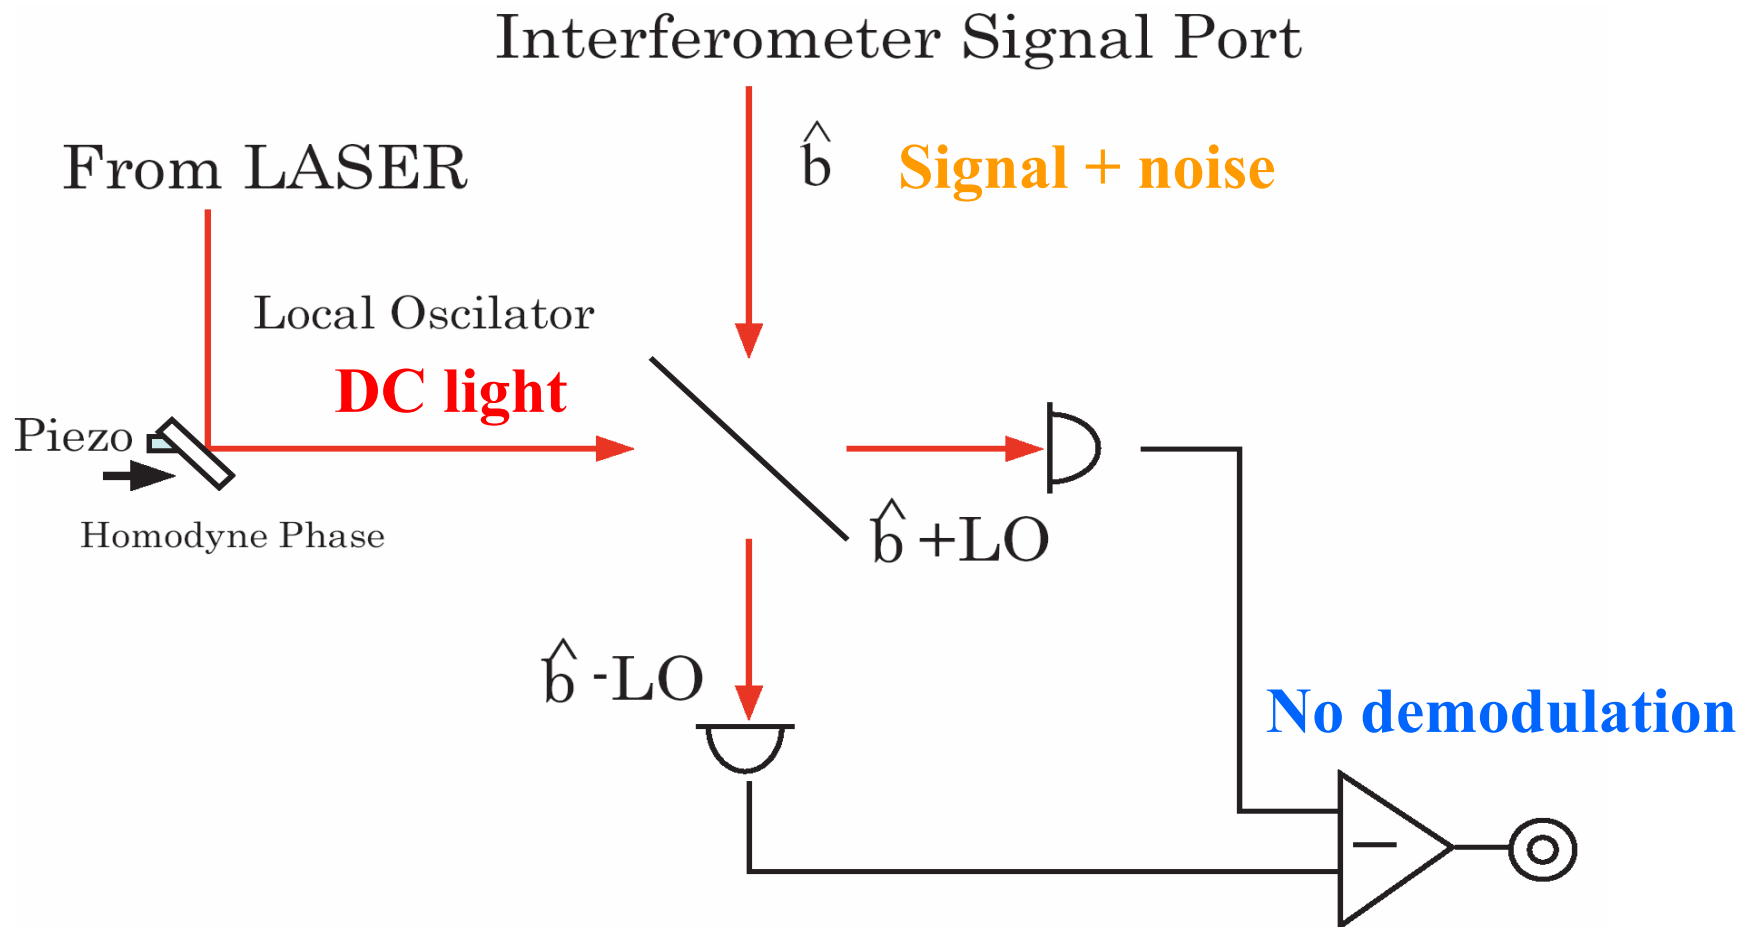 Interferometer Signal Port
From LASER
b̂
Signal + noise
Local Oscilator
DC light
Piezo
Homodyne Phase
b̂+LO
b̂-LO
No demodulation
−